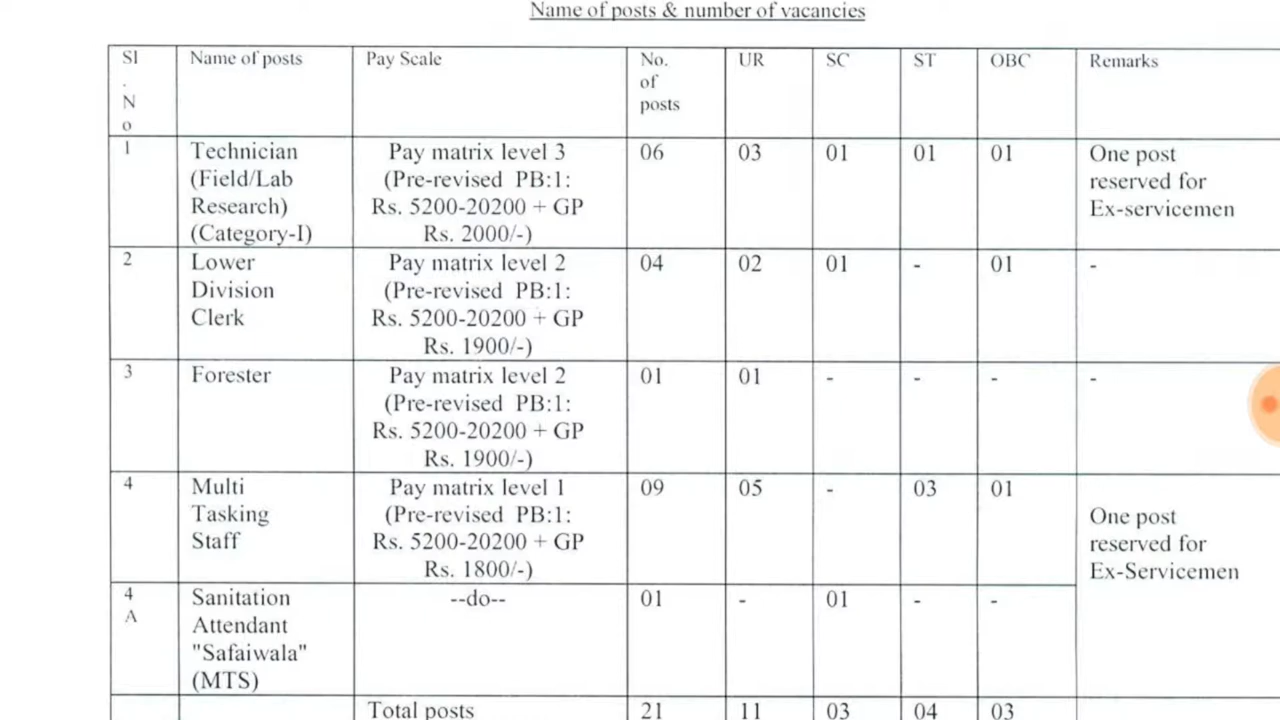 Name of posts & number of vacancies
Sl . N o Name of posts Pay Scale No. of posts UR SC ST OBC Remarks
1 Technician (Field/Lab Research) (Category-I) Pay matrix level 3 (Pre-revised PB:1: Rs. 5200-20200 + GP Rs. 2000/-) 06 03 01 01 01 One post reserved for Ex-servicemen
2 Lower Division Clerk Pay matrix level 2 (Pre-revised PB:1: Rs. 5200-20200 + GP Rs. 1900/-) 04 02 01 - 01 -
3 Forester Pay matrix level 2 (Pre-revised PB:1: Rs. 5200-20200 + GP Rs. 1900/-) 01 01 - - - -
4 Multi Tasking Staff Pay matrix level 1 (Pre-revised PB:1: Rs. 5200-20200 + GP Rs. 1800/-) 09 05 - 03 01 One post reserved for Ex-Servicemen
4 A Sanitation Attendant "Safaiwala" (MTS) --do-- 01 - 01 - -
Total posts 21 11 03 04 03